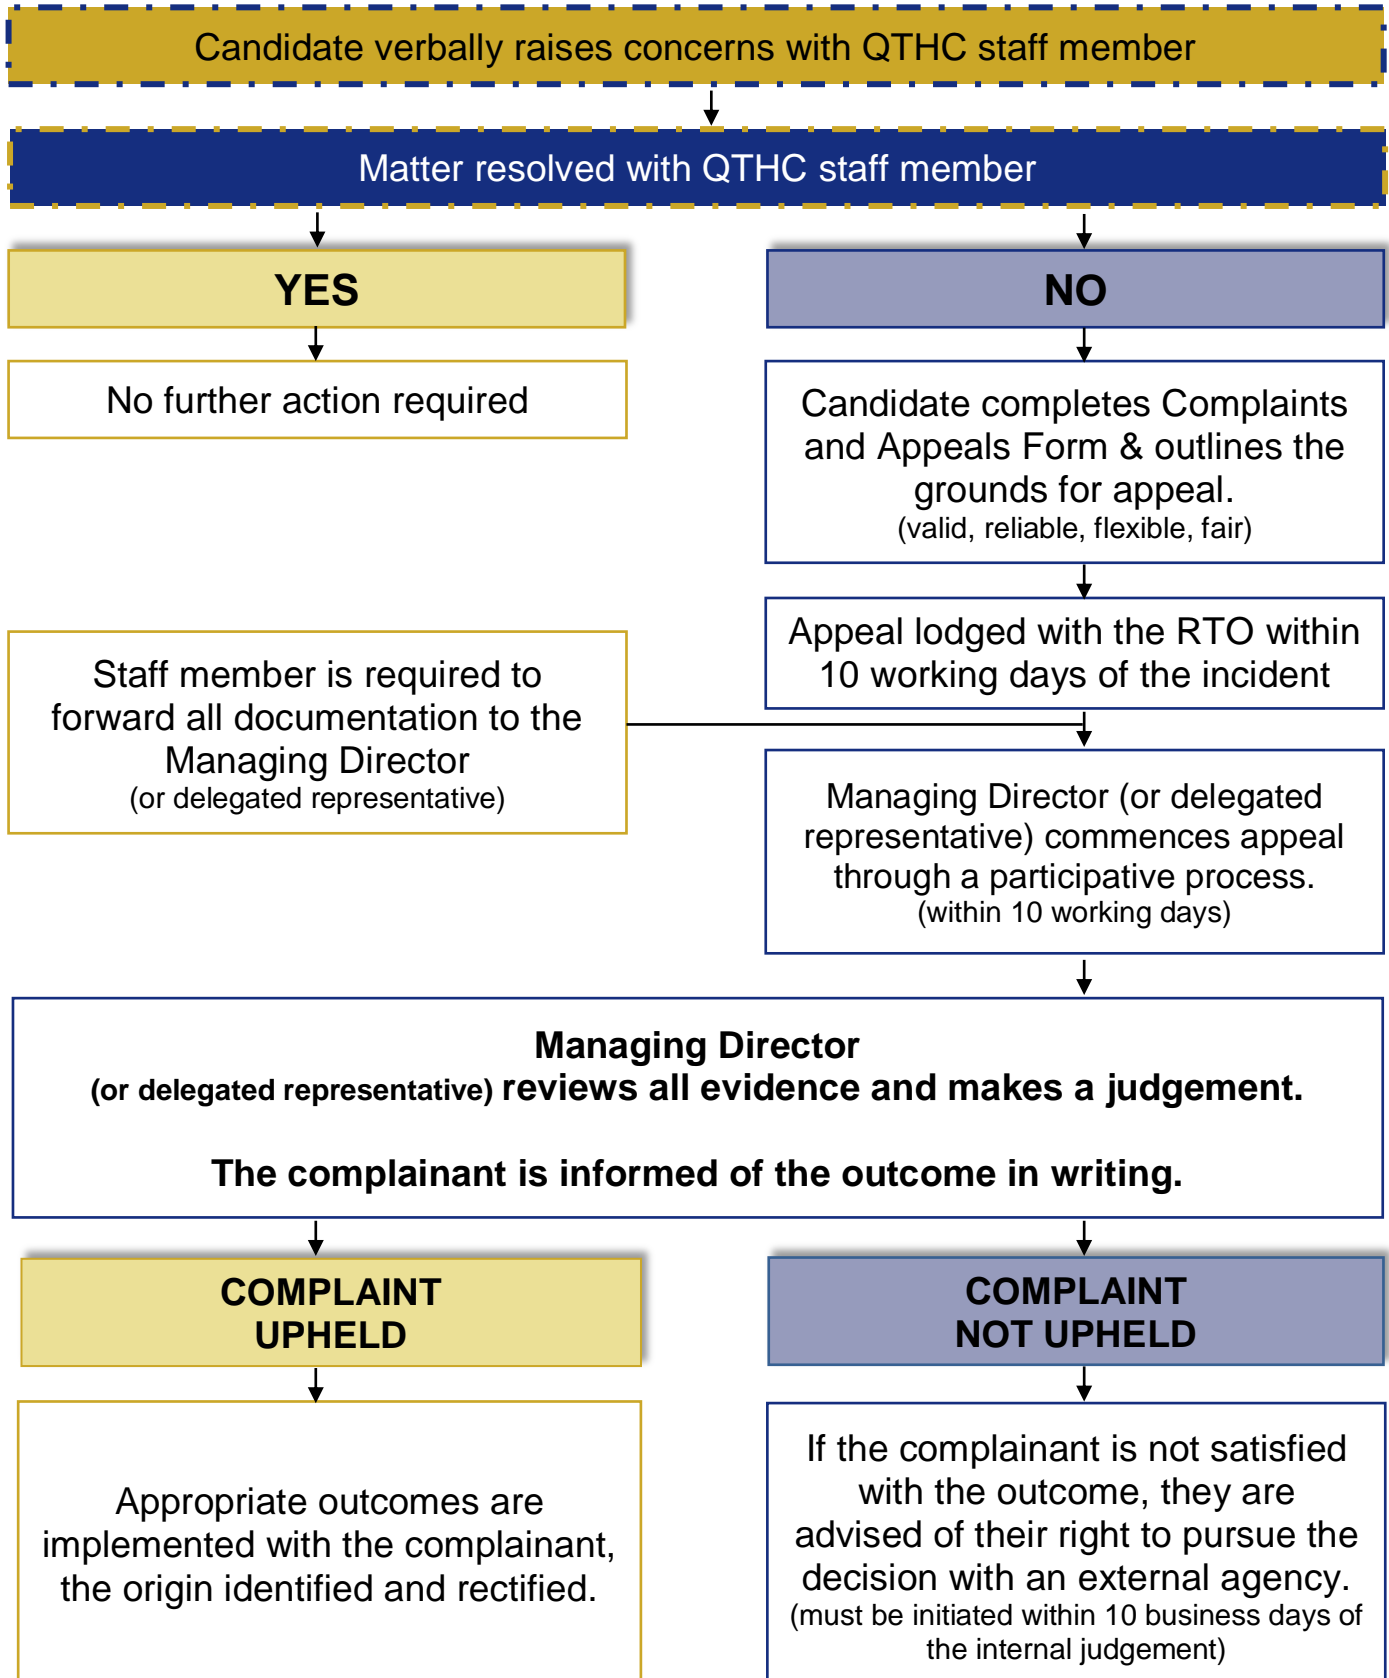 Candidate verbally raises concerns with QTHC staff member
Matter resolved with QTHC staff member
YES
NO
No further action required
Candidate completes Complaints
and Appeals Form & outlines the
grounds for appeal.
(valid, reliable, flexible, fair)
Appeal lodged with the RTO within
10 working days of the incident
Staff member is required to
forward all documentation to the
Managing Director
(or delegated representative)
Managing Director (or delegated
representative) commences appeal
through a participative process.
(within 10 working days)
Managing Director
(or delegated representative) reviews all evidence and makes a judgement.
The complainant is informed of the outcome in writing.
COMPLAINT
UPHELD
COMPLAINT
NOT UPHELD
Appropriate outcomes are
implemented with the complainant,
the origin identified and rectified.
If the complainant is not satisfied
with the outcome, they are
advised of their right to pursue the
decision with an external agency.
(must be initiated within 10 business days of
the internal judgement)